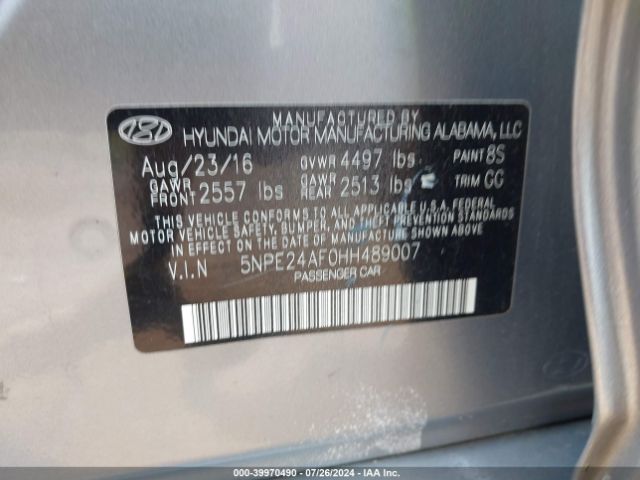 MANUFACTURED BY
HYUNDAI MOTOR MANUFACTURING ALABAMA, LLC
Aug/23/16 GVWR 4497 lbs. PAINT 8S
GAWR FRONT 2557 lbs GAWR REAR 2513 lbs TRIM GG
THIS VEHICLE CONFORMS TO ALL APPLICABLE U.S.A. FEDERAL
MOTOR VEHICLE SAFETY, BUMPER, AND THEFT PREVENTION STANDARDS
IN EFFECT ON THE DATE OF MANUFACTURE SHOWN ABOVE.
V.I.N 5NPE24AF0HH489007
PASSENGER CAR
000-39970490 - 07/26/2024 - IAA Inc.